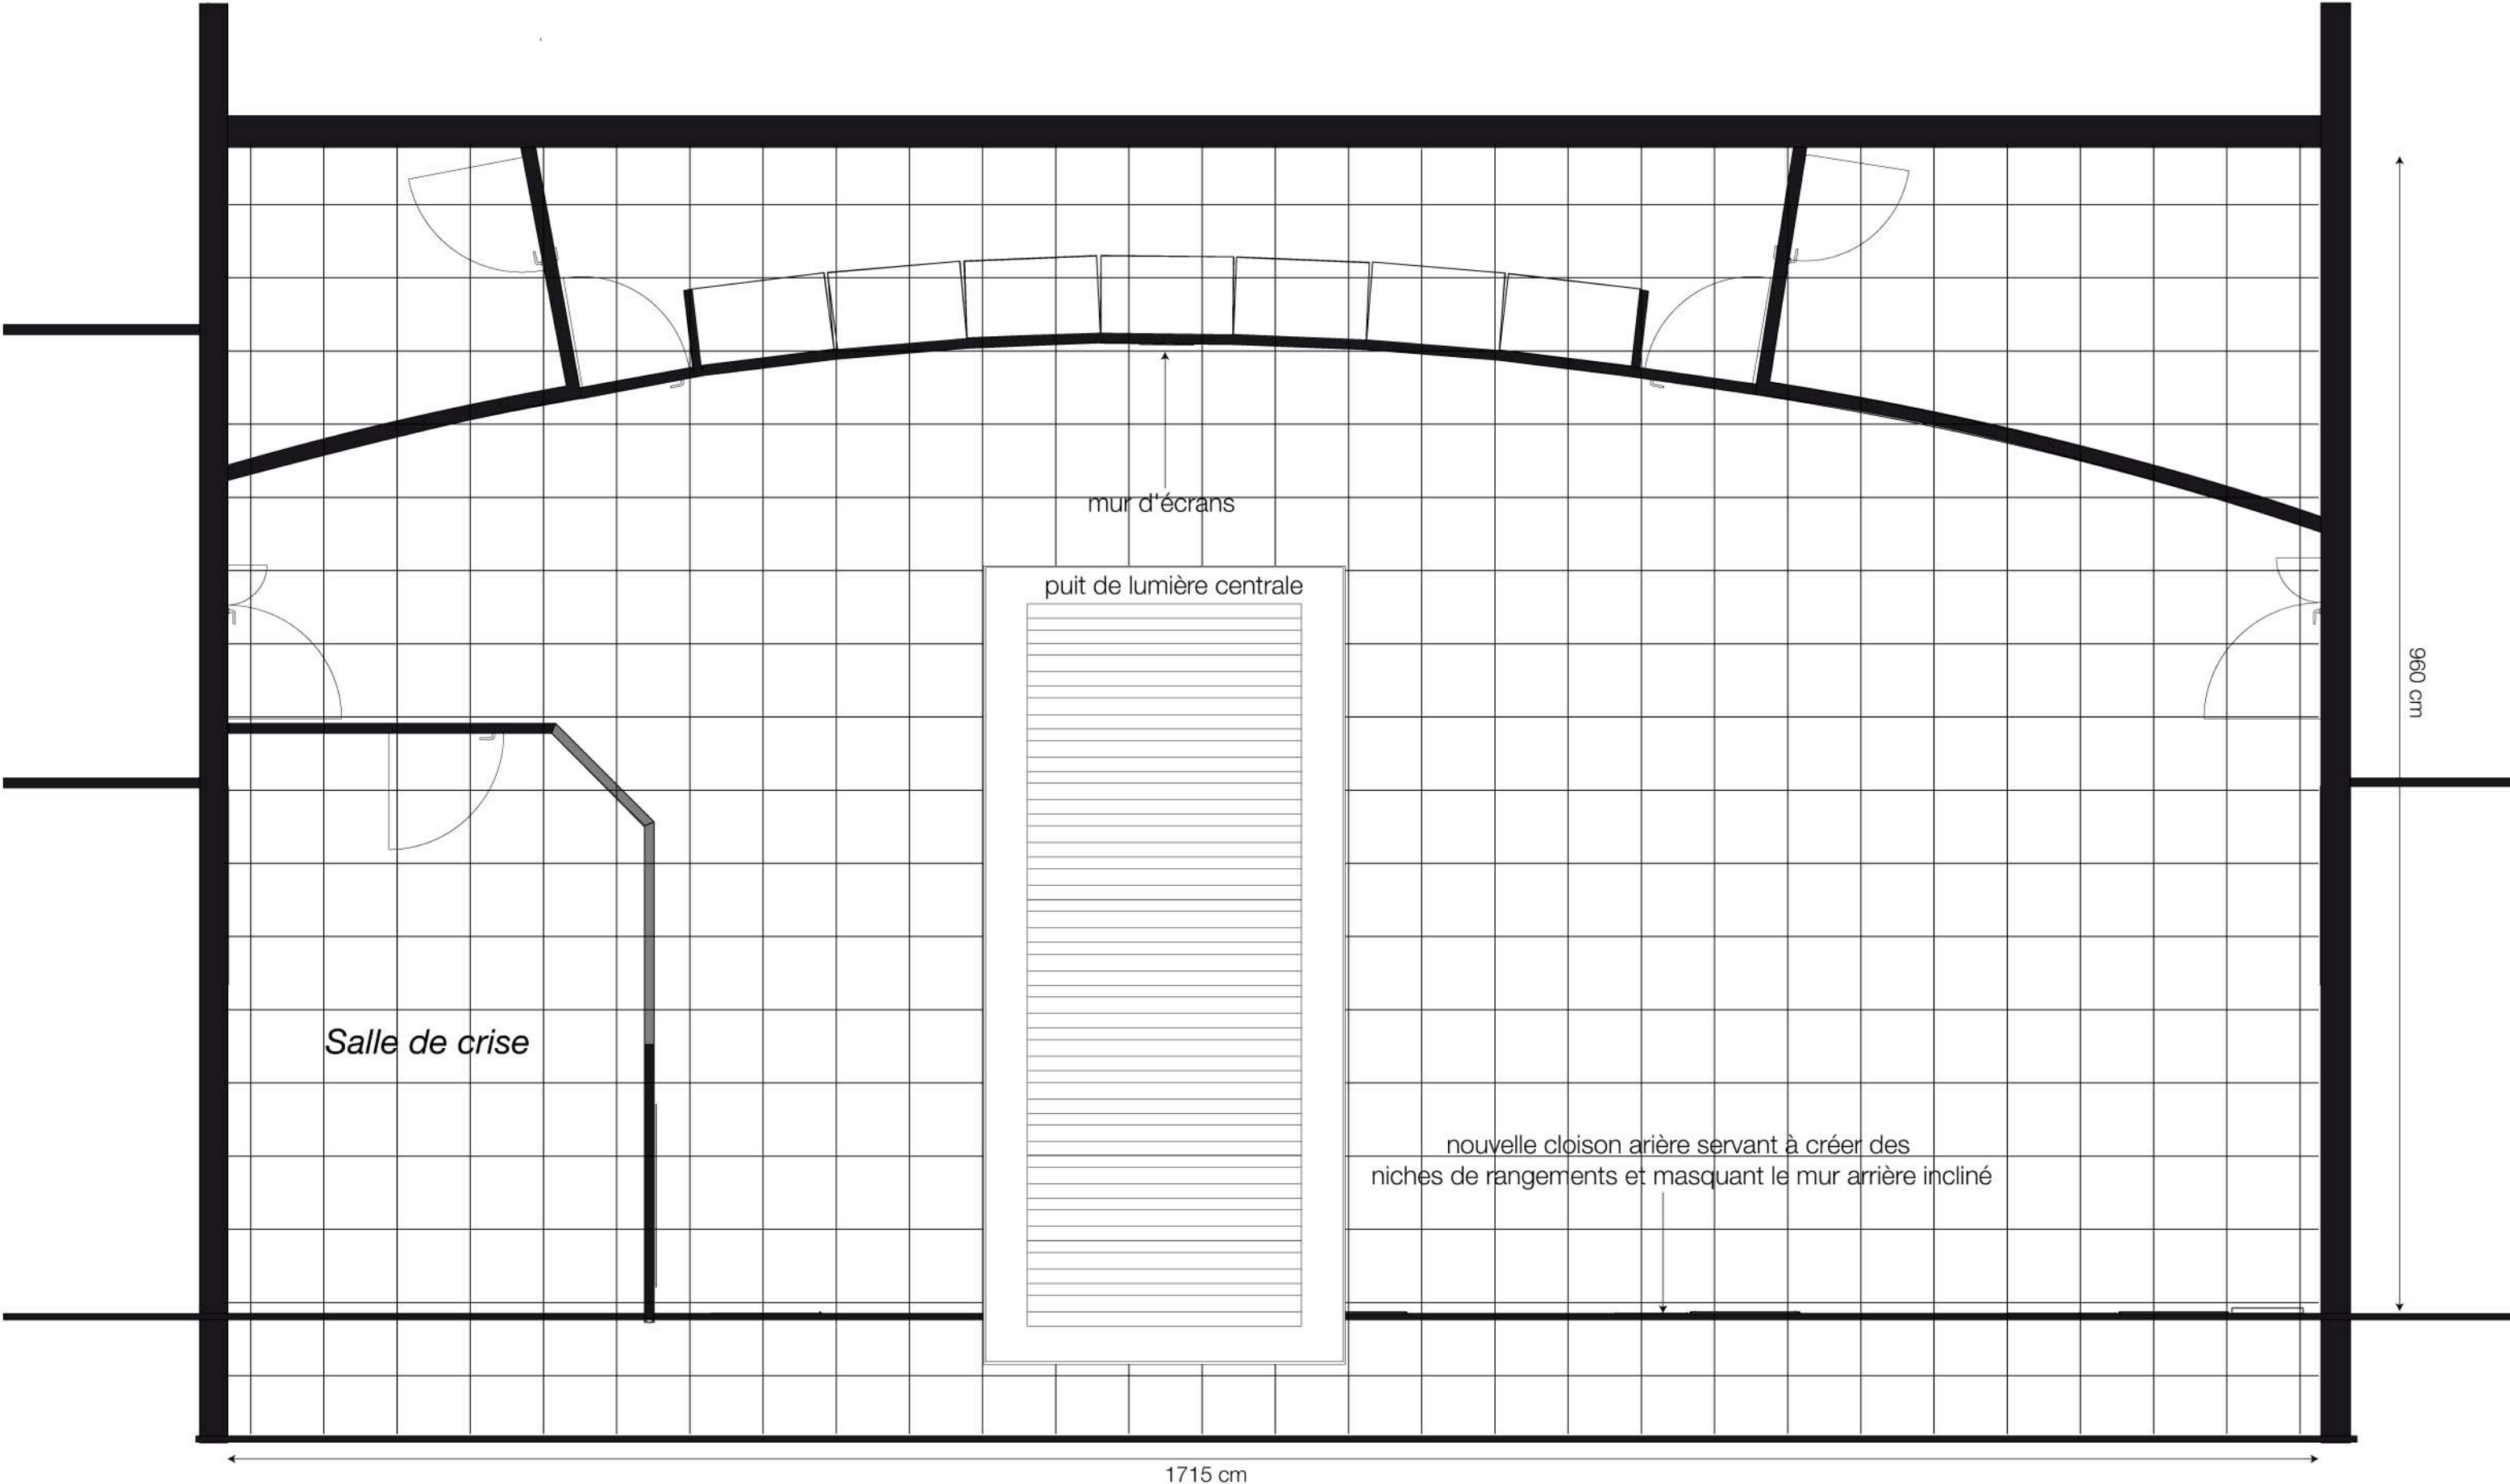 mur d'écrans
puit de lumière centrale
960 cm
Salle de crise
nouvelle cloison arière servant à créer des
niches de rangements et masquant le mur arrière incliné
1715 cm